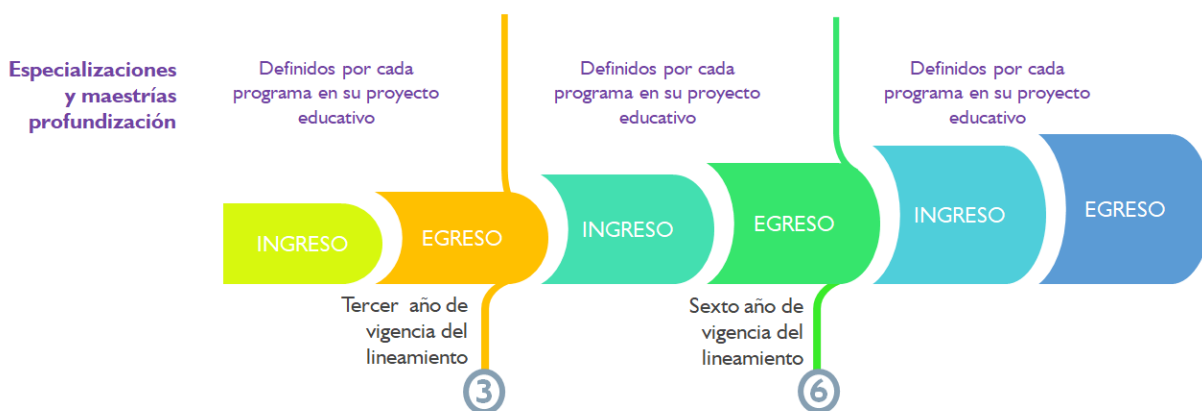 Especializaciones
y maestrías
profundización
Definidos por cada
programa en su proyecto
educativo
Definidos por cada
programa en su proyecto
educativo
Definidos por cada
programa en su proyecto
educativo
INGRESO
EGRESO
INGRESO
EGRESO
INGRESO
EGRESO
Tercer año de
vigencia del
lineamiento
3
Sexto año de
vigencia del
lineamiento
6